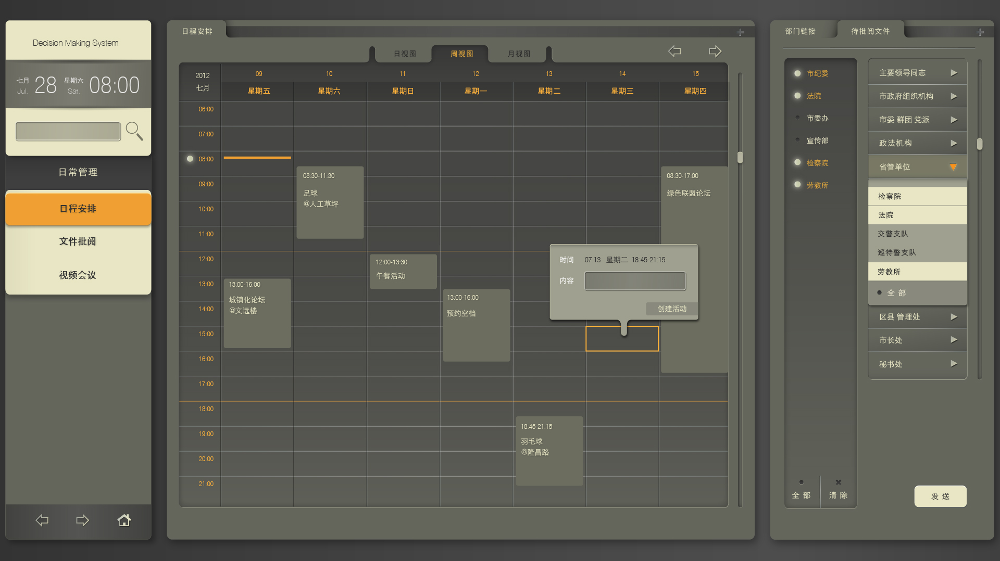 Decision Making System
七月 28 星期六 08:00
Jul. Sat.
日常管理
日程安排
文件批阅
视频会议
日程安排
日视图 周视图 月视图
2012 09 10 11 12 13 14 15
七月 星期五 星期六 星期日 星期一 星期二 星期三 星期四
06:00
07:00
08:00
09:00
10:00
11:00
12:00
13:00
14:00
15:00
16:00
17:00
18:00
19:00
20:00
21:00
13:00-16:00
城镇化论坛
@文远楼
08:30-11:30
足球
@人工草坪
12:00-13:30
午餐活动
13:00-16:00
预约空档
18:45-21:15
羽毛球
@隆昌路
08:30-17:00
绿色联盟论坛
时间 07.13 星期二 18:45-21:15
内容
创建活动
部门链接 待批阅文件
市纪委
法院
市委办
宣传部
检察院
劳教所
全 部 清 除
主要领导同志
市政府组织机构
市委 群团 党派
政法机构
省管单位
检察院
法院
交警支队
巡特警支队
劳教所
全 部
区县 管理处
市长处
秘书处
发 送